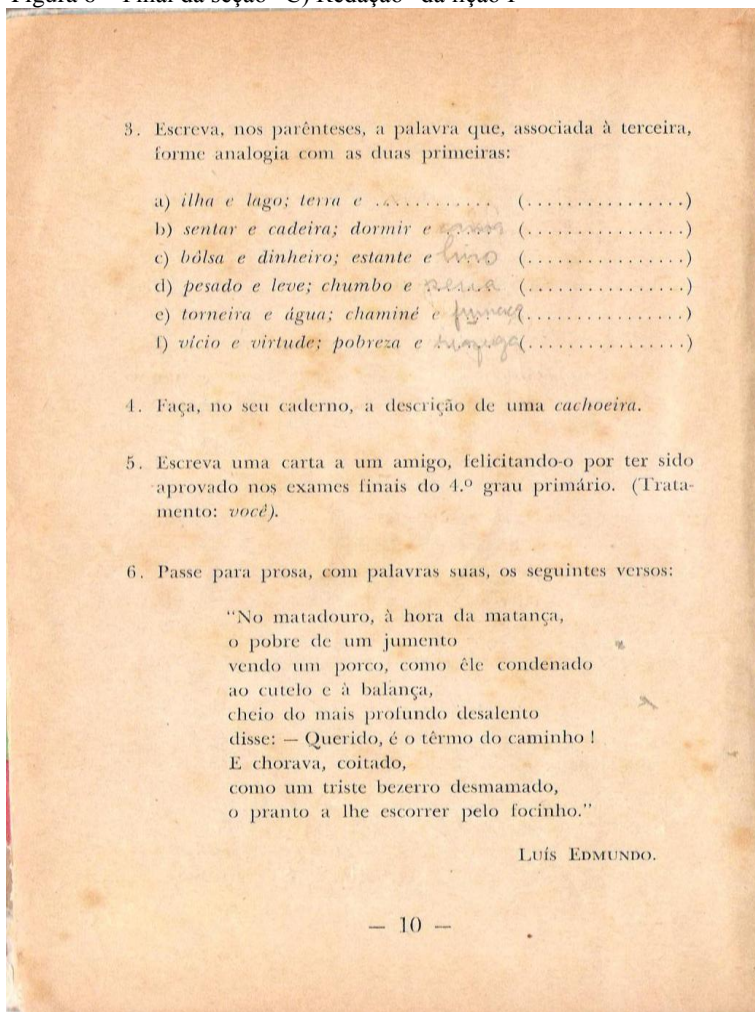 Figura 6 – Final da seção "C) Redação" da lição I
3. Escreva, nos parênteses, a palavra que, associada à terceira,
forme analogia com as duas primeiras:
a) ilha e lago; terra e ............ (................)
b) sentar e cadeira; dormir e (................)
c) bôlsa e dinheiro; estante e livro (................)
d) pesado e leve; chumbo e (................)
e) torneira e água; chaminé e fumaça (................)
f) vício e virtude; pobreza e (................)
4. Faça, no seu caderno, a descrição de uma cachoeira.
5. Escreva uma carta a um amigo, felicitando-o por ter sido
aprovado nos exames finais do 4.º grau primário. (Trata-
mento: você).
6. Passe para prosa, com palavras suas, os seguintes versos:
"No matadouro, à hora da matança,
o pobre de um jumento
vendo um porco, como êle condenado
ao cutelo e à balança,
cheio do mais profundo desalento
disse: — Querido, é o têrmo do caminho !
E chorava, coitado,
como um triste bezerro desmamado,
o pranto a lhe escorrer pelo focinho."
LUÍS EDMUNDO.
— 10 —